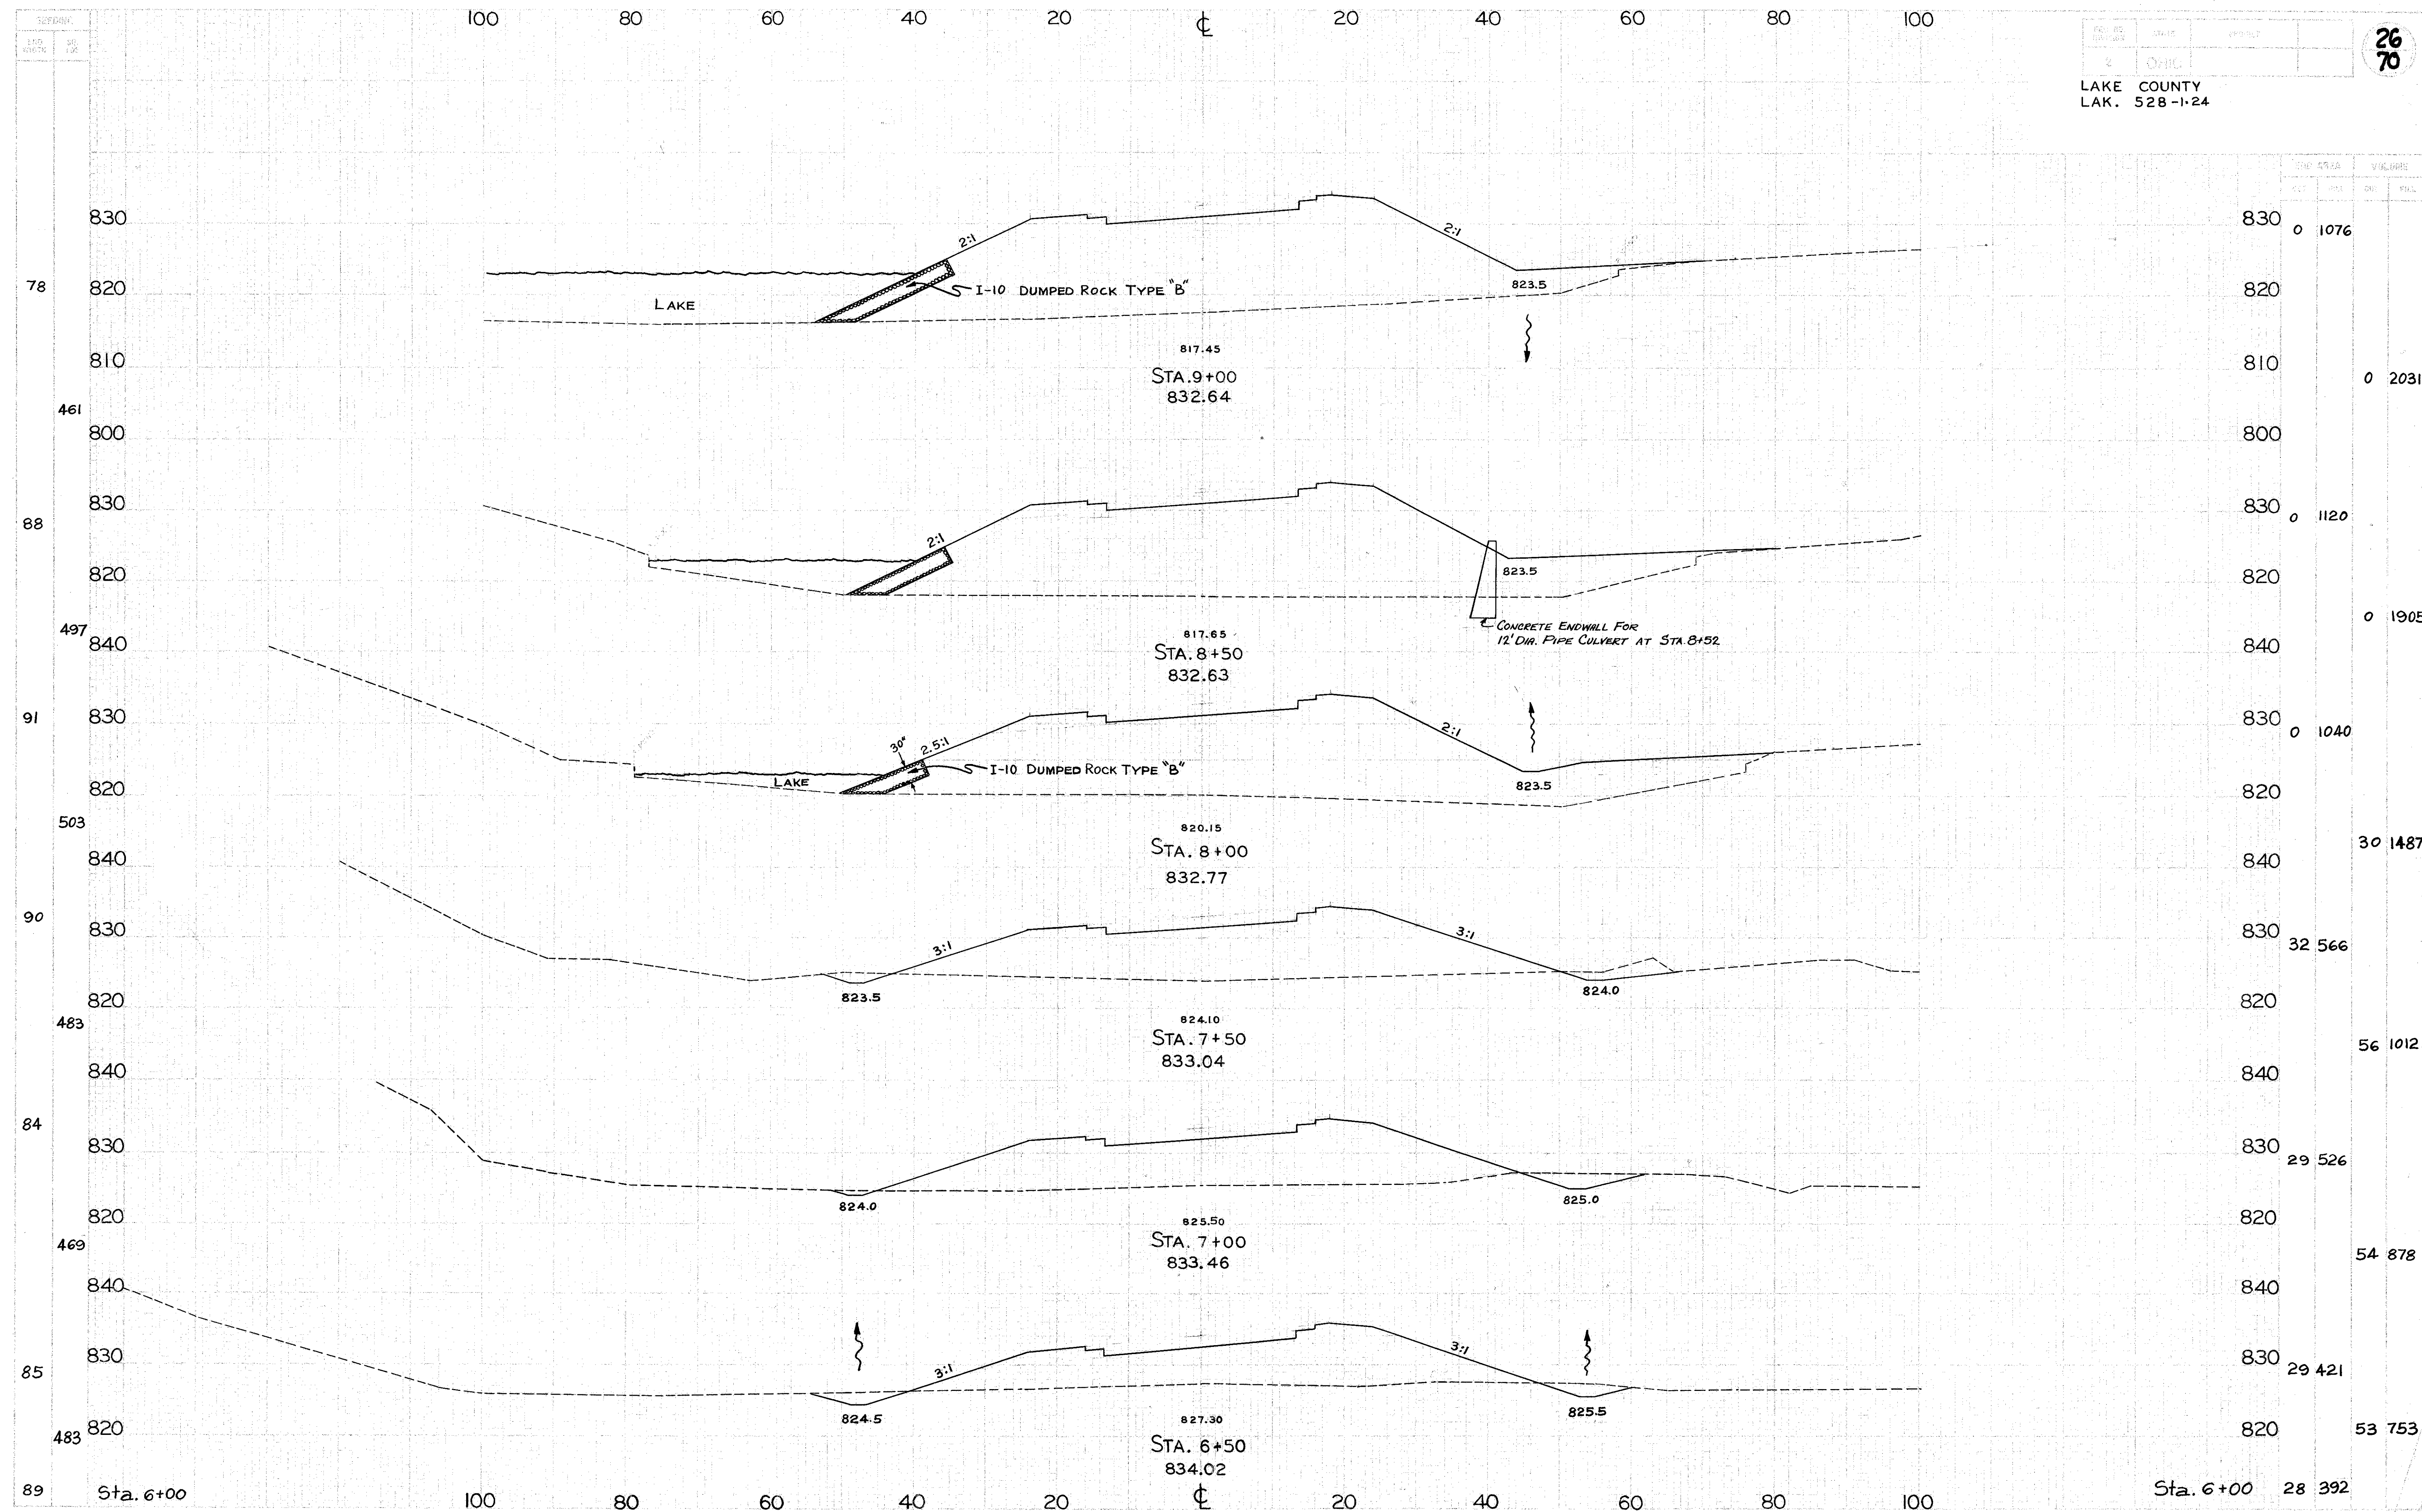 100 80 60 40 20 ℄ 20 40 60 80 100
26
70
OHIO
LAKE COUNTY
LAK. 528-1.24
830 830 0 1076
2:1 2:1
78 820 820
LAKE
I-10 DUMPED ROCK TYPE "B"
823.5
810 810
817.45
STA. 9+00
832.64
0 2031
461
800 800
830 830
88 0 1120
2:1
820 820
823.5
497
840 840
817.65
STA. 8+50
832.63
CONCRETE ENDWALL FOR
12' DIA. PIPE CULVERT AT STA. 8+52
0 1905
91 830 830 0 1040
30" 2.5:1 2:1
LAKE
I-10 DUMPED ROCK TYPE "B"
820 820
823.5
503
820.15
STA. 8+00
832.77
30 1487
840 840
90 830 830 32 566
3:1 3:1
820 820
823.5 824.0
483
824.10
STA. 7+50
833.04
56 1012
840 840
84 830 830 29 526
824.0 825.0
820 820
469
825.50
STA. 7+00
833.46
54 878
840 840
85 830 830 29 421
3:1 3:1
824.5 825.5
483 820 820
827.30
STA. 6+50
834.02
53 753
89 Sta. 6+00 Sta. 6+00 28 392
100 80 60 40 20 ℄ 20 40 60 80 100